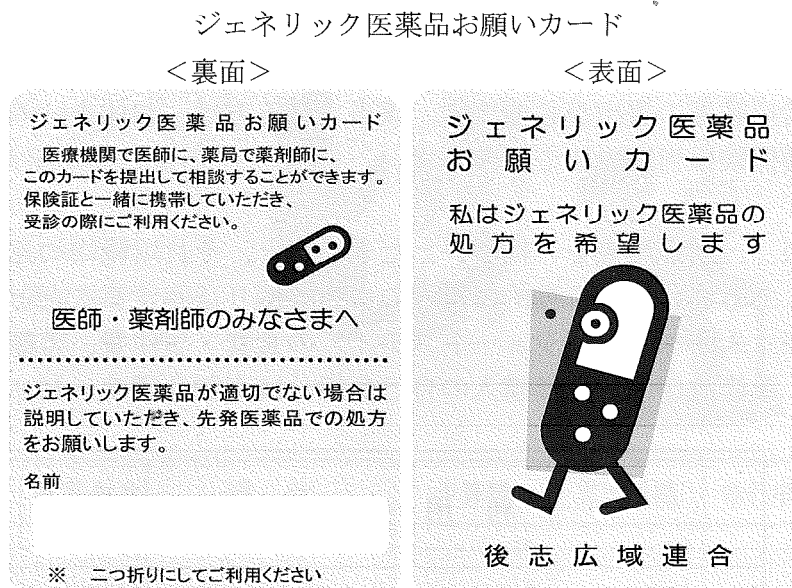 ジェネリック医薬品お願いカード
＜裏面＞
ジェネリック医薬品お願いカード
医療機関で医師に、薬局で薬剤師に、
このカードを提出して相談することができます。
保険証と一緒に携帯していただき、
受診の際にご利用ください。
医師・薬剤師のみなさまへ
ジェネリック医薬品が適切でない場合は
説明していただき、先発医薬品での処方
をお願いします。
名前
※　二つ折りにしてご利用ください
＜表面＞
ジェネリック医薬品
お願いカード
私はジェネリック医薬品の
処方を希望します
後志広域連合